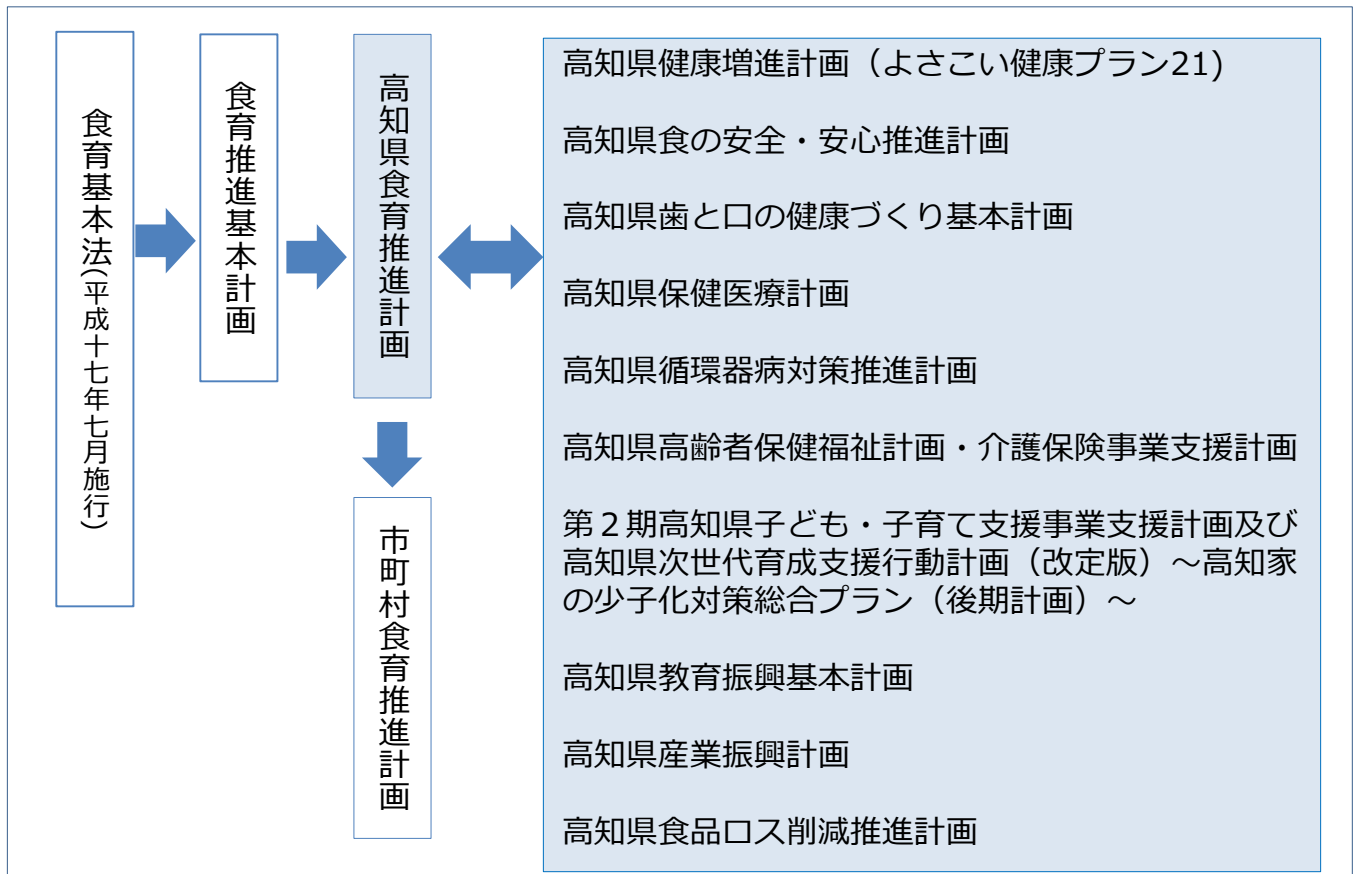 食育基本法(平成十七年七月施行)
食育推進基本計画
高知県食育推進計画
市町村食育推進計画
高知県健康増進計画（よさこい健康プラン21)
高知県食の安全・安心推進計画
高知県歯と口の健康づくり基本計画
高知県保健医療計画
高知県循環器病対策推進計画
高知県高齢者保健福祉計画・介護保険事業支援計画
第２期高知県子ども・子育て支援事業支援計画及び
高知県次世代育成支援行動計画（改定版）～高知家
の少子化対策総合プラン（後期計画）～
高知県教育振興基本計画
高知県産業振興計画
高知県食品ロス削減推進計画